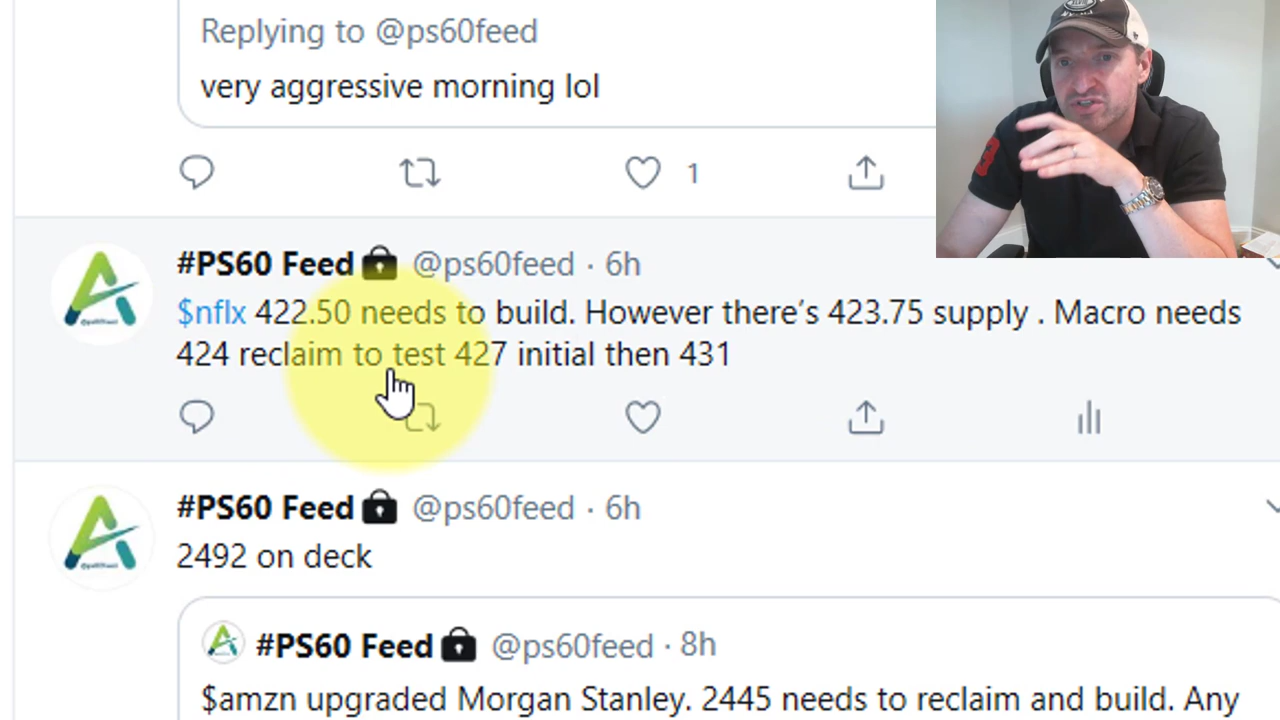 Replying to @ps60feed
very aggressive morning lol
1
#PS60 Feed @ps60feed · 6h
$nflx 422.50 needs to build. However there’s 423.75 supply . Macro needs
424 reclaim to test 427 initial then 431
#PS60 Feed @ps60feed · 6h
2492 on deck
#PS60 Feed @ps60feed · 8h
$amzn upgraded Morgan Stanley. 2445 needs to reclaim and build. Any